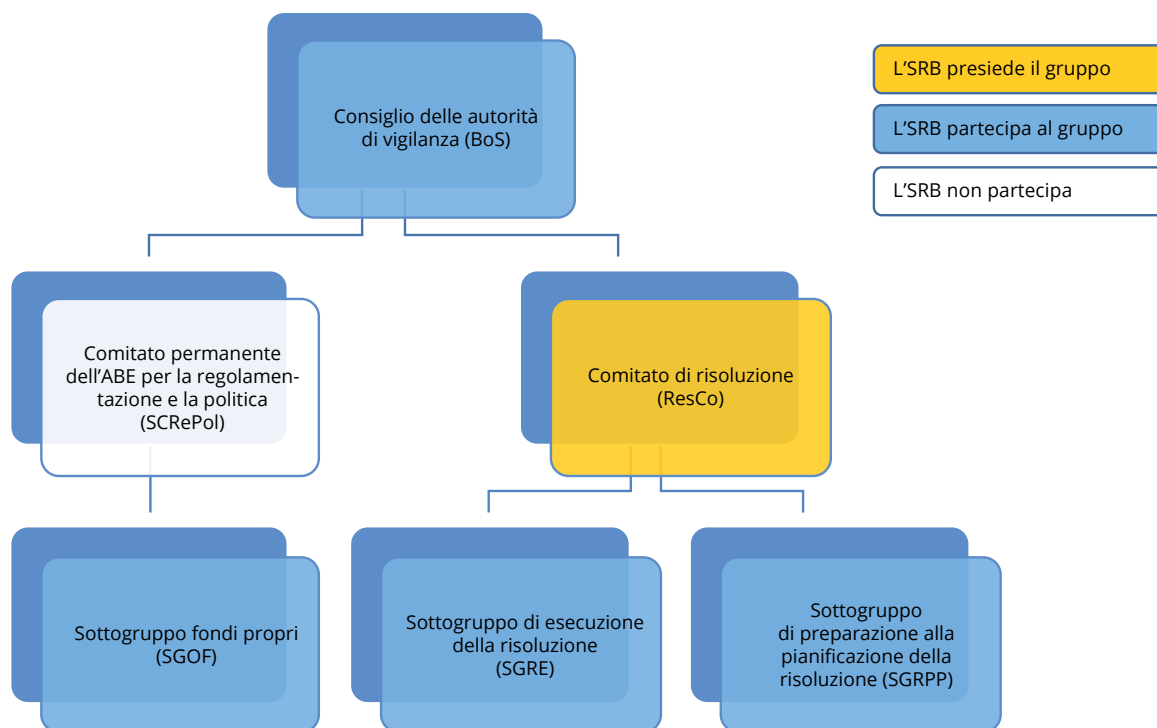 Consiglio delle autorità
di vigilanza (BoS)
L'SRB presiede il gruppo
L'SRB partecipa al gruppo
L'SRB non partecipa
Comitato permanente
dell'ABE per la regolamen-
tazione e la politica
(SCRePol)
Comitato di risoluzione
(ResCo)
Sottogruppo fondi propri
(SGOF)
Sottogruppo di esecuzione
della risoluzione
(SGRE)
Sottogruppo
di preparazione alla
pianificazione della
risoluzione (SGRPP)